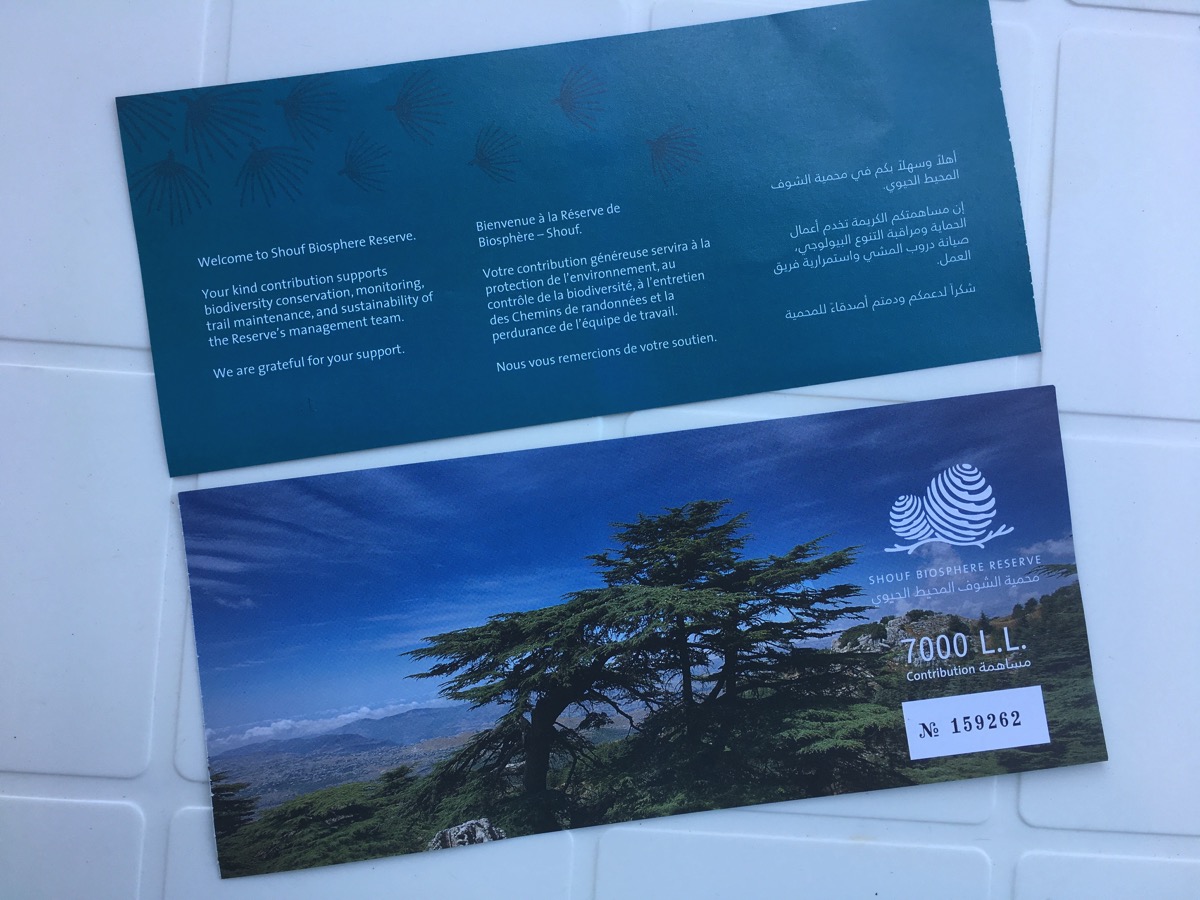 Welcome to Shouf Biosphere Reserve.
Your kind contribution supports
biodiversity conservation, monitoring,
trail maintenance, and sustainability of
the Reserve's management team.
We are grateful for your support.
Bienvenue à la Réserve de
Biosphère – Shouf.
Votre contribution généreuse servira à la
protection de l'environnement, au
contrôle de la biodiversité, à l'entretien
des Chemins de randonnées et la
perdurance de l'équipe de travail.
Nous vous remercions de votre soutien.
أهلاً وسهلاً بكم في محمية الشوف
المحيط الحيوي.
إن مساهمتكم الكريمة تخدم أعمال
الحماية ومراقبة التنوع البيولوجي,
صيانة دروب المشي واستمرارية فريق
العمل.
شكراً لدعمكم ودمتم أصدقاءً للمحمية
SHOUF BIOSPHERE RESERVE
محمية الشوف المحيط الحيوي
7000 L.L.
Contribution مساهمة
№ 159262